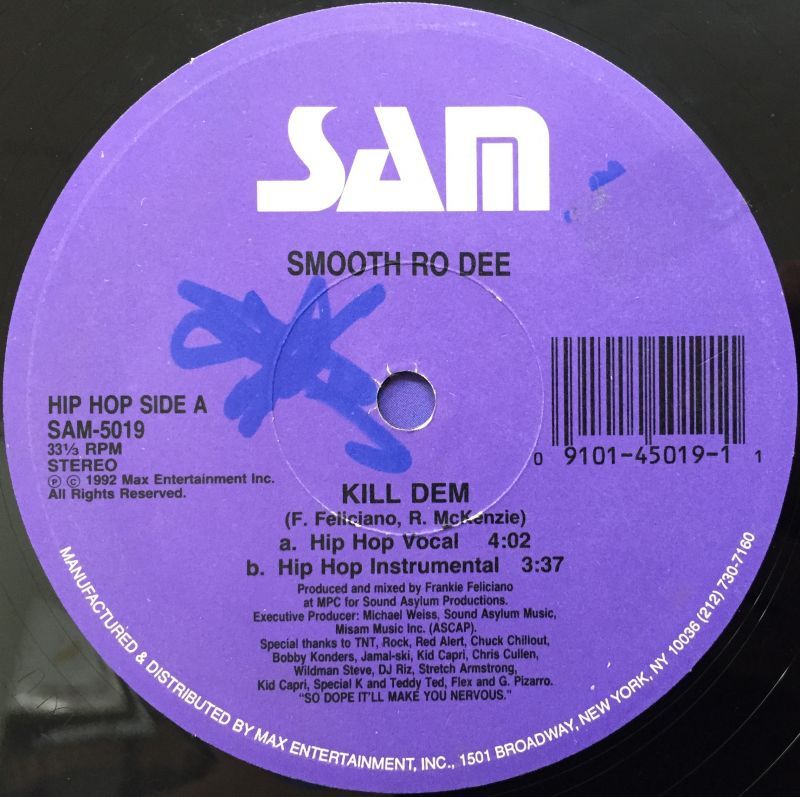 SAM
SMOOTH RO DEE
HIP HOP SIDE A
SAM-5019
33⅓ RPM
STEREO
Ⓟ © 1992 Max Entertainment Inc.
All Rights Reserved.
0 9101-45019-1 1
KILL DEM
(F. Feliciano, R. McKenzie)
a. Hip Hop Vocal 4:02
b. Hip Hop Instrumental 3:37
Produced and mixed by Frankie Feliciano
at MPC for Sound Asylum Productions.
Executive Producer: Michael Weiss, Sound Asylum Music,
Misam Music Inc. (ASCAP).
Special thanks to TNT, Rock, Red Alert, Chuck Chillout,
Bobby Konders, Jamal-ski, Kid Capri, Chris Cullen,
Wildman Steve, DJ Riz, Stretch Armstrong,
Kid Capri, Special K and Teddy Ted, Flex and G. Pizarro.
"SO DOPE IT'LL MAKE YOU NERVOUS."
MANUFACTURED & DISTRIBUTED BY MAX ENTERTAINMENT, INC., 1501 BROADWAY, NEW YORK, NY 10036 (212) 730-7160